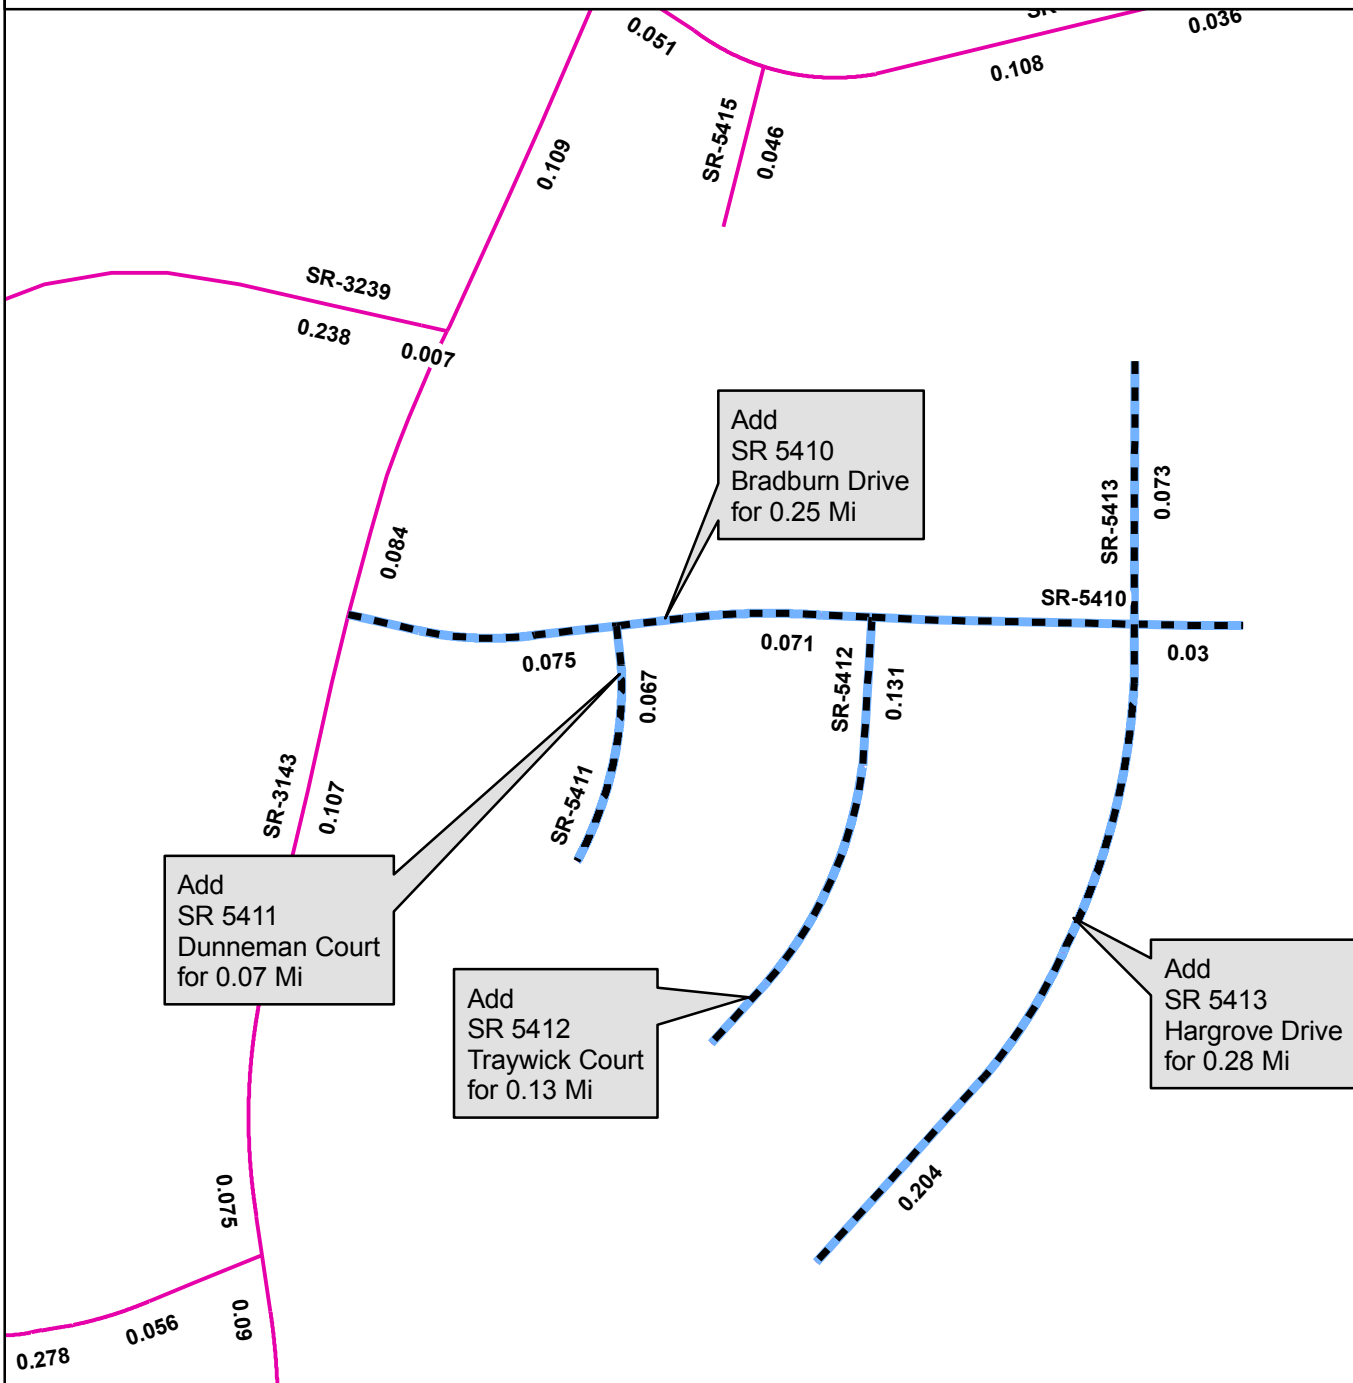 0.051
0.036
0.108
SR-5415
0.046
0.109
SR-3239
0.238
0.007
Add
SR 5410
Bradburn Drive
for 0.25 Mi
0.084
SR-5413
0.073
SR-5410
0.075
0.071
0.03
0.067
SR-5412
0.131
SR-5411
SR-3143
0.107
Add
SR 5411
Dunneman Court
for 0.07 Mi
Add
SR 5412
Traywick Court
for 0.13 Mi
Add
SR 5413
Hargrove Drive
for 0.28 Mi
0.204
0.075
0.056
0.09
0.278